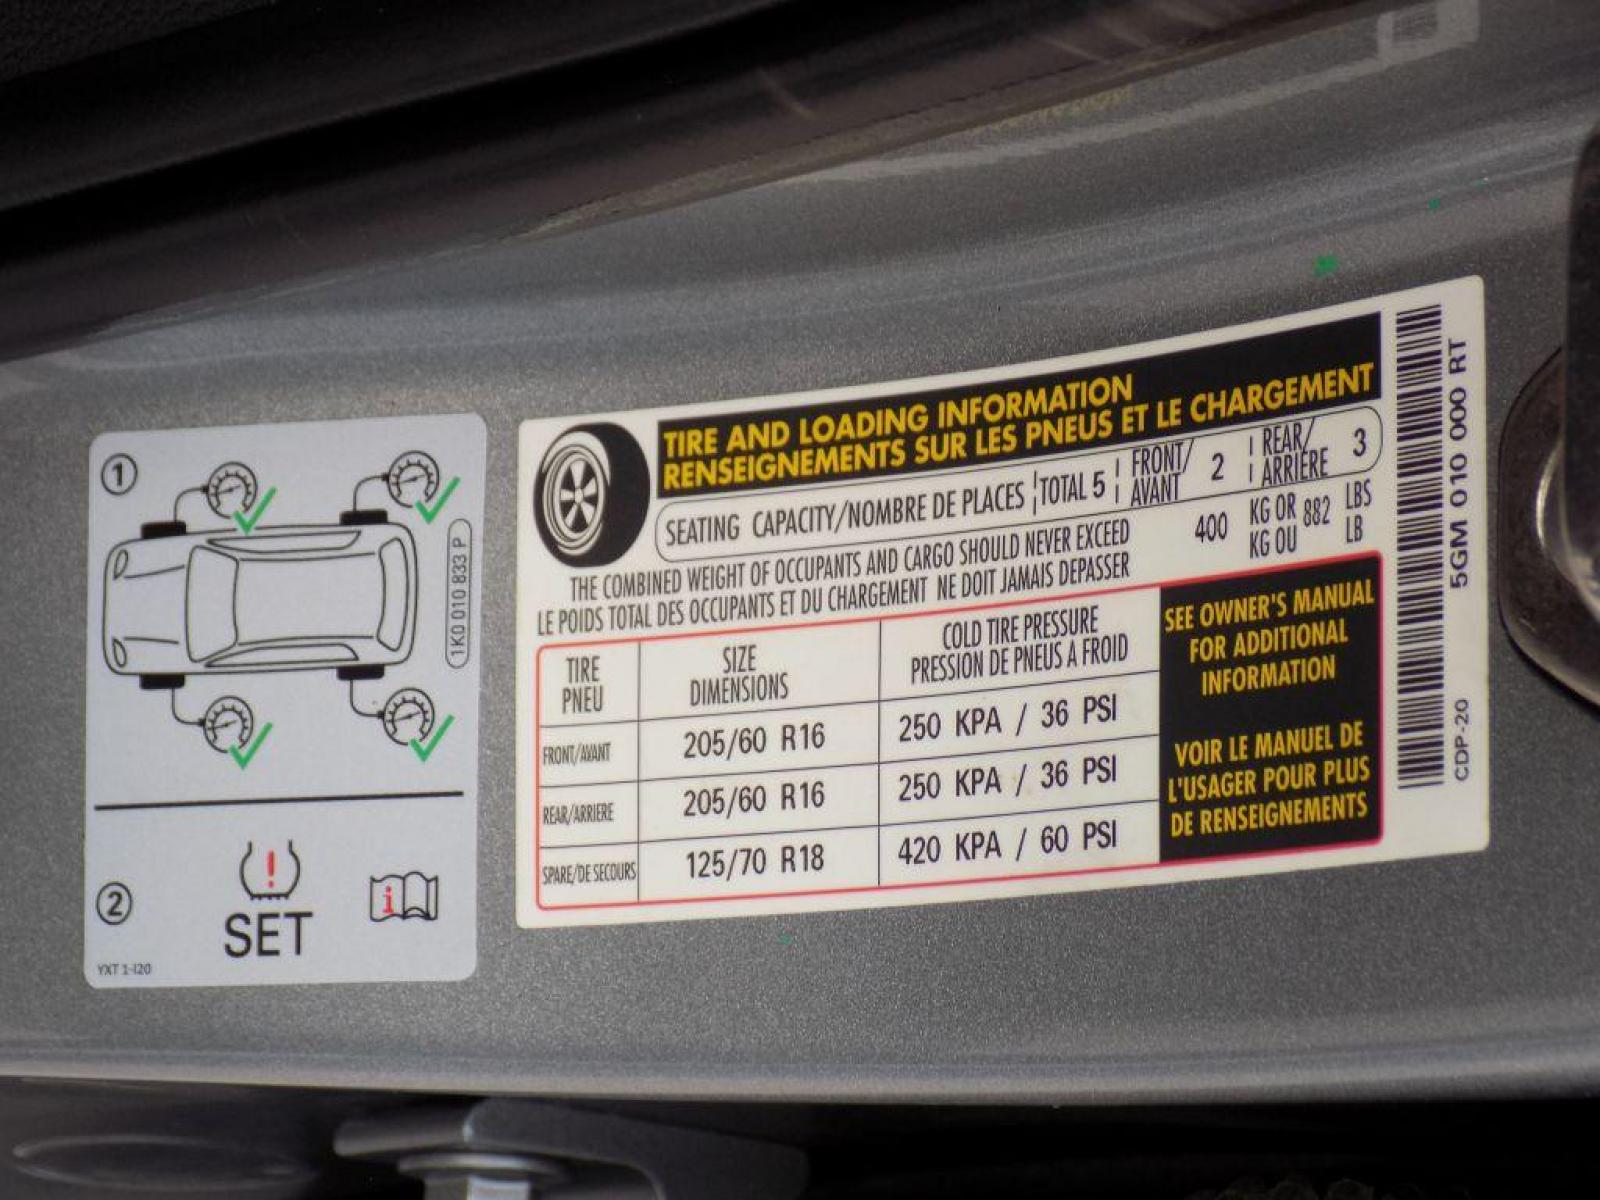 1
1K0 010 833 P
2
!
SET
i
YXT 1-I20
TIRE AND LOADING INFORMATION
RENSEIGNEMENTS SUR LES PNEUS ET LE CHARGEMENT
SEATING CAPACITY/NOMBRE DE PLACES TOTAL 5 FRONT/AVANT 2 REAR/ARRIÈRE 3
THE COMBINED WEIGHT OF OCCUPANTS AND CARGO SHOULD NEVER EXCEED 400 KG OR 882 LBS
LE POIDS TOTAL DES OCCUPANTS ET DU CHARGEMENT NE DOIT JAMAIS DEPASSER KG OU LB
TIRE PNEU SIZE DIMENSIONS COLD TIRE PRESSURE PRESSION DE PNEUS A FROID
FRONT/AVANT 205/60 R16 250 KPA / 36 PSI
REAR/ARRIERE 205/60 R16 250 KPA / 36 PSI
SPARE/DE SECOURS 125/70 R18 420 KPA / 60 PSI
SEE OWNER'S MANUAL
FOR ADDITIONAL
INFORMATION
VOIR LE MANUEL DE
L'USAGER POUR PLUS
DE RENSEIGNEMENTS
5GM 010 000 RT
CDP-20